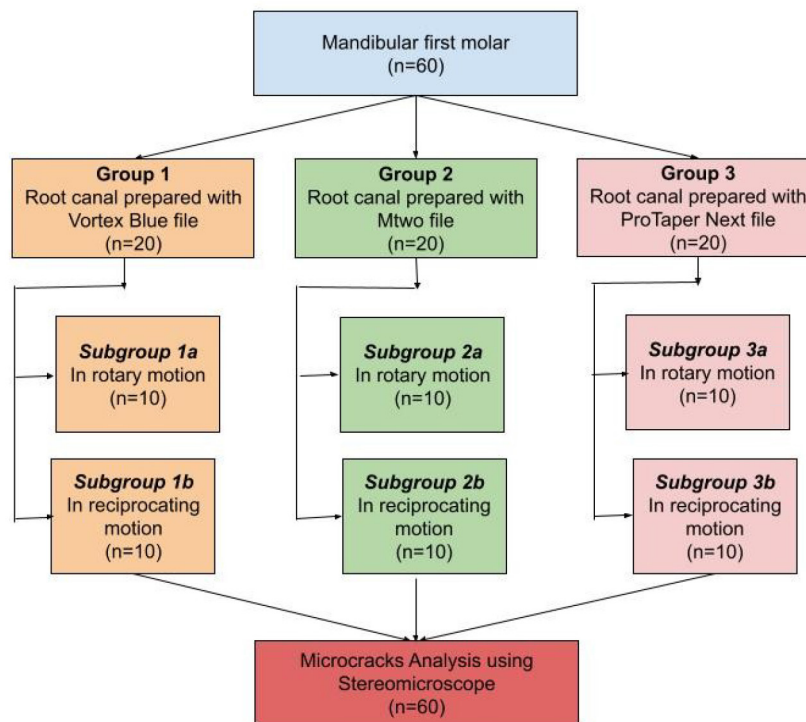 Mandibular first molar
(n=60)
Group 1
Root canal prepared with
Vortex Blue file
(n=20)
Group 2
Root canal prepared with
Mtwo file
(n=20)
Group 3
Root canal prepared with
ProTaper Next file
(n=20)
Subgroup 1a
In rotary motion
(n=10)
Subgroup 2a
In rotary motion
(n=10)
Subgroup 3a
In rotary motion
(n=10)
Subgroup 1b
In reciprocating
motion
(n=10)
Subgroup 2b
In reciprocating
motion
(n=10)
Subgroup 3b
In reciprocating
motion
(n=10)
Microcracks Analysis using
Stereomicroscope
(n=60)